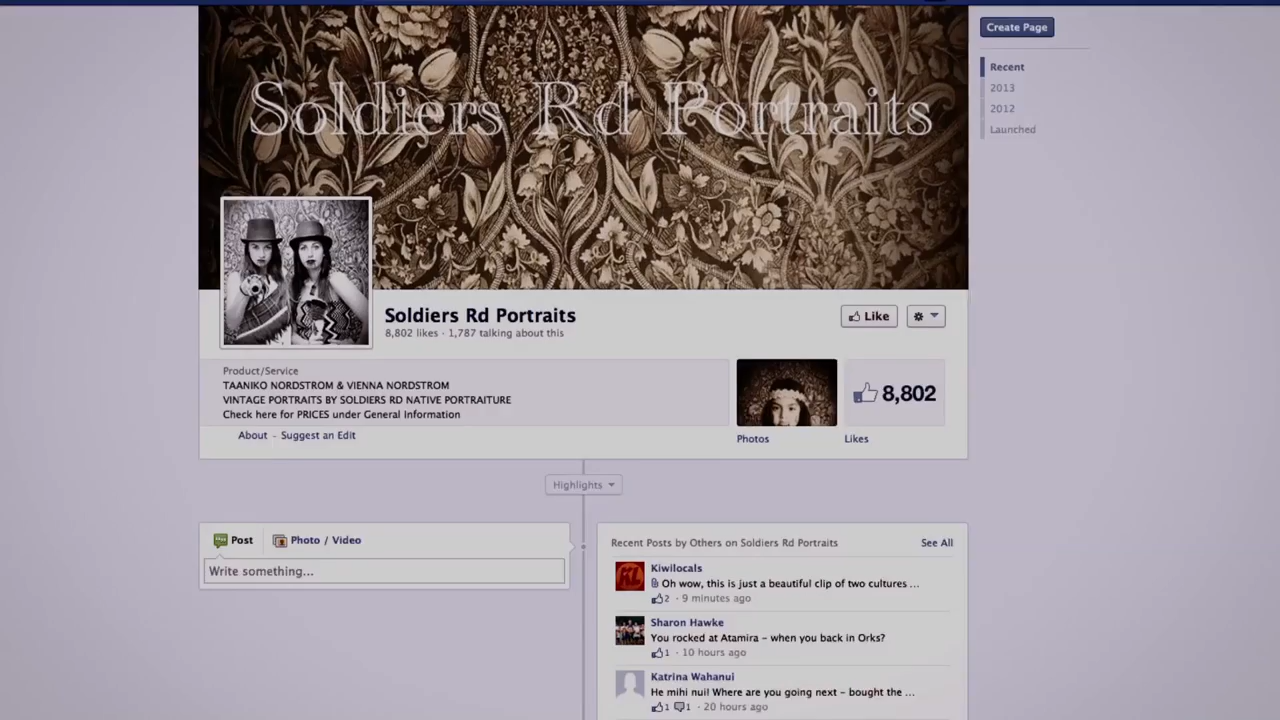 Create Page
Recent
2013
2012
Launched
Soldiers Rd Portraits
Soldiers Rd Portraits
8,802 likes · 1,787 talking about this
Like
Product/Service
TAANIKO NORDSTROM & VIENNA NORDSTROM
VINTAGE PORTRAITS BY SOLDIERS RD NATIVE PORTRAITURE
Check here for PRICES under General Information
About - Suggest an Edit
8,802
Photos
Likes
Highlights
Post
Photo / Video
Write something...
Recent Posts by Others on Soldiers Rd Portraits
See All
Kiwilocals
Oh wow, this is just a beautiful clip of two cultures ...
2 · 9 minutes ago
Sharon Hawke
You rocked at Atamira – when you back in Orks?
1 · 10 hours ago
Katrina Wahanui
He mihi nui! Where are you going next – bought the ...
1 1 · 20 hours ago